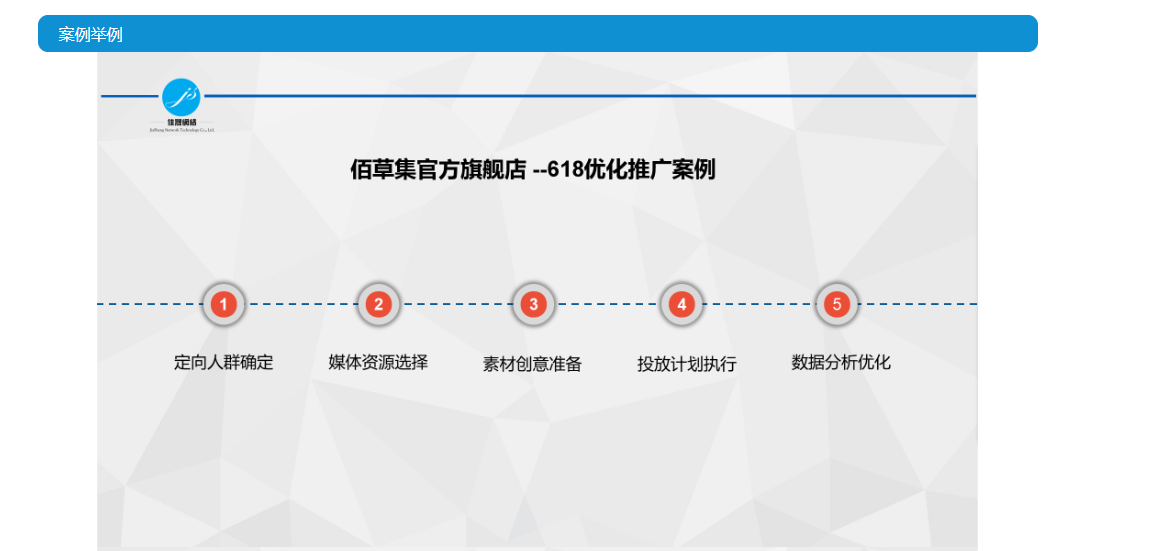 案例举例
佰草集官方旗舰店 --618优化推广案例
1
2
3
4
5
定向人群确定
媒体资源选择
素材创意准备
投放计划执行
数据分析优化